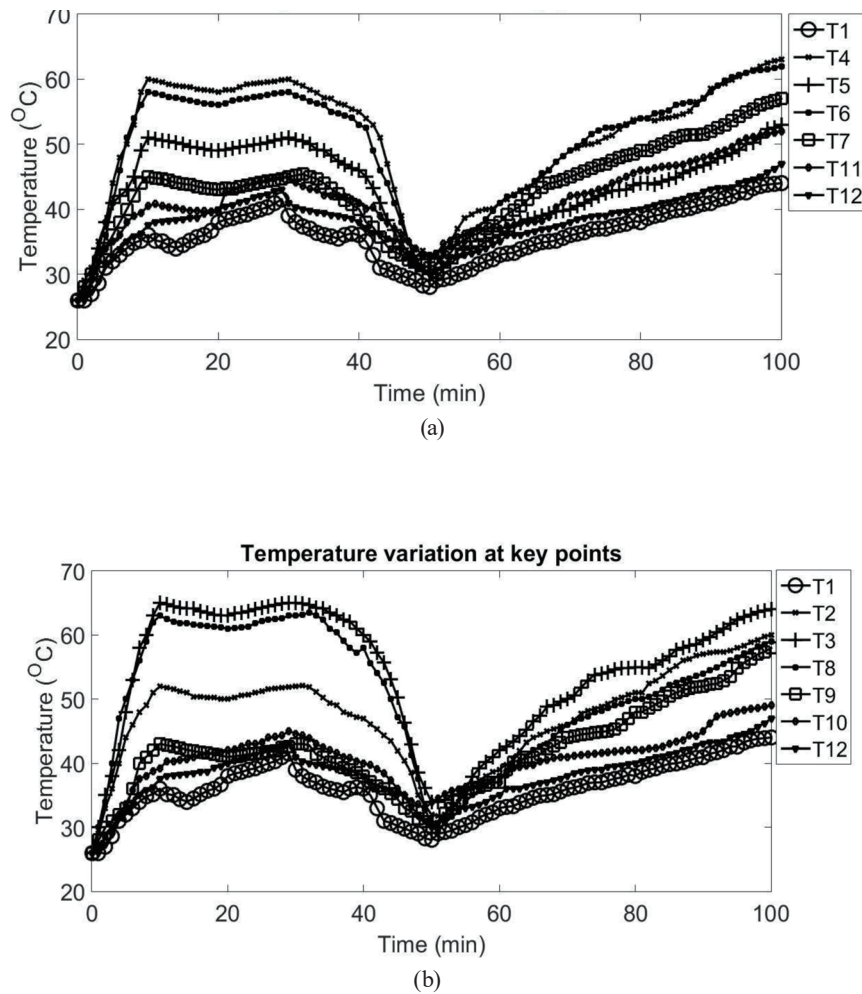 70
60
50
40
30
20
Temperature (°C)
0 20 40 60 80 100
Time (min)
T1
T4
T5
T6
T7
T11
T12
(a)
Temperature variation at key points
70
60
50
40
30
20
Temperature (°C)
0 20 40 60 80 100
Time (min)
T1
T2
T3
T8
T9
T10
T12
(b)